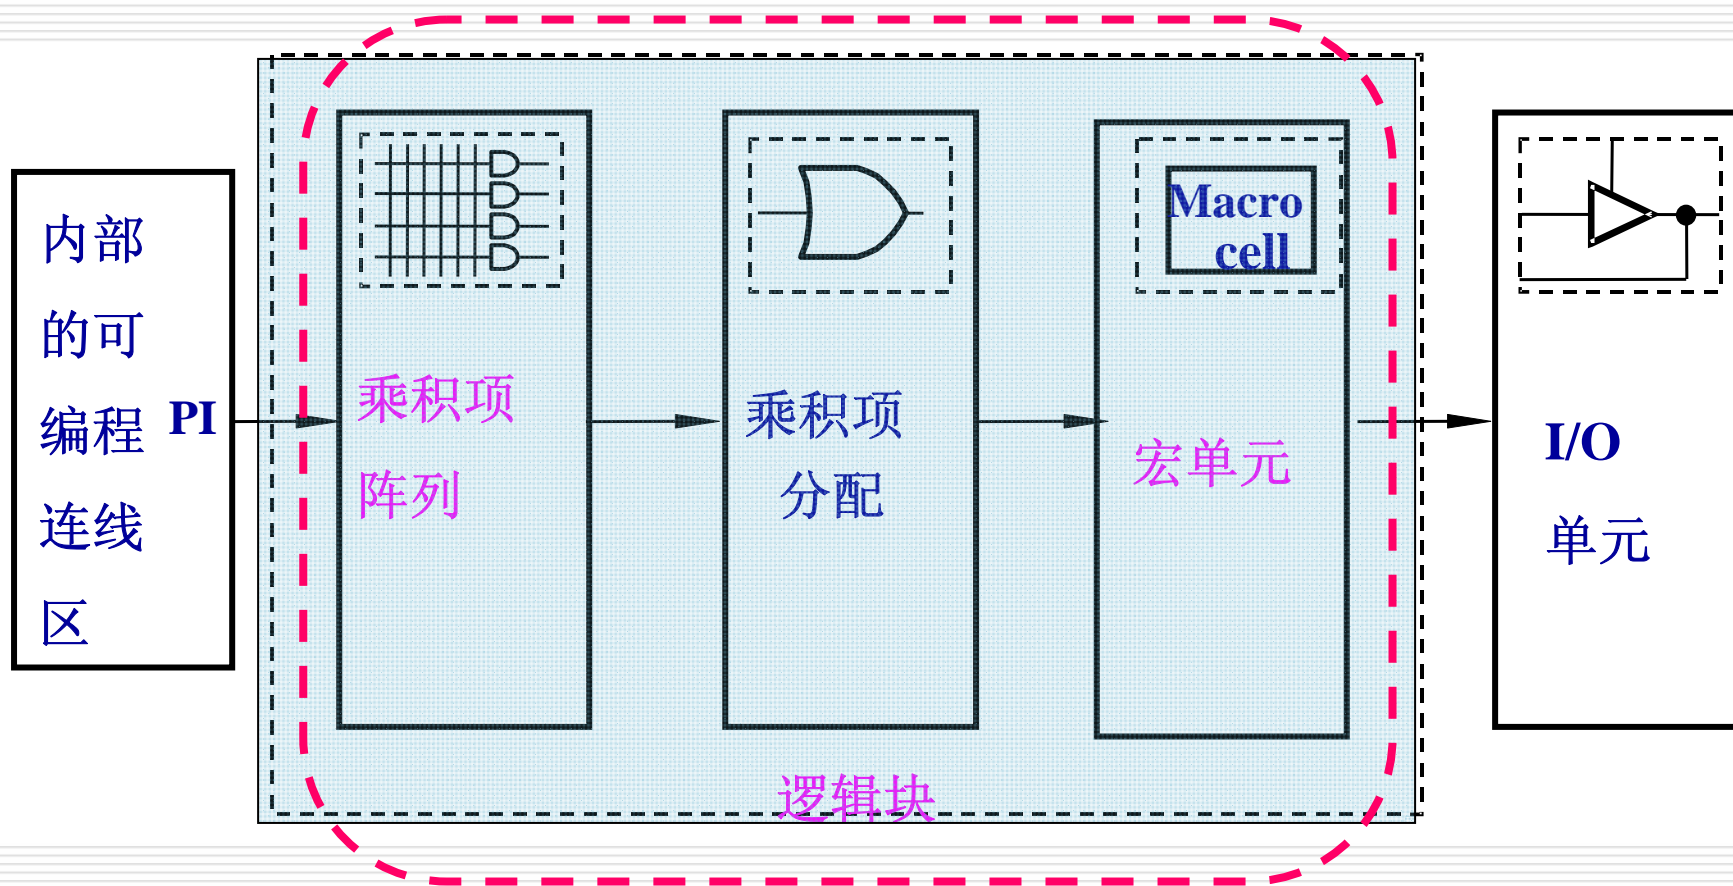 内部
的可
编程 PI
连线
区
乘积项
阵列
乘积项
分配
Macro
cell
宏单元
I/O
单元
逻辑块